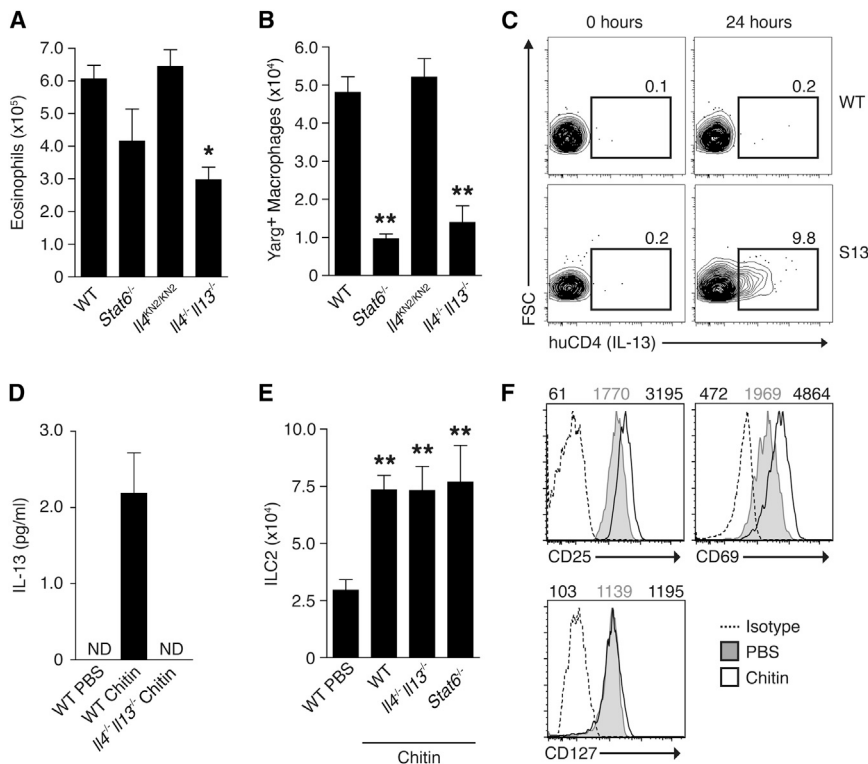 A
Eosinophils (x10⁵)
7.0
6.0
5.0
4.0
3.0
2.0
1.0
0
*
WT
Stat6-/-
Il4KN2/KN2
Il4-/- Il13-/-
B
Yarg+ Macrophages (x10⁴)
6.0
5.0
4.0
3.0
2.0
1.0
0
**
**
WT
Stat6-/-
Il4KN2/KN2
Il4-/- Il13-/-
C
0 hours
24 hours
0.1
0.2
WT
0.2
9.8
S13
FSC
huCD4 (IL-13)
D
IL-13 (pg/ml)
3.0
2.0
1.0
0
ND
ND
WT PBS
WT Chitin
Il4-/- Il13-/- Chitin
E
ILC2 (x10⁴)
10.0
7.5
5.0
2.5
0
**
**
**
WT PBS
WT
Il4-/- Il13-/-
Stat6-/-
Chitin
F
61 1770 3195
CD25
472 1969 4864
CD69
103 1139 1195
CD127
Isotype
PBS
Chitin